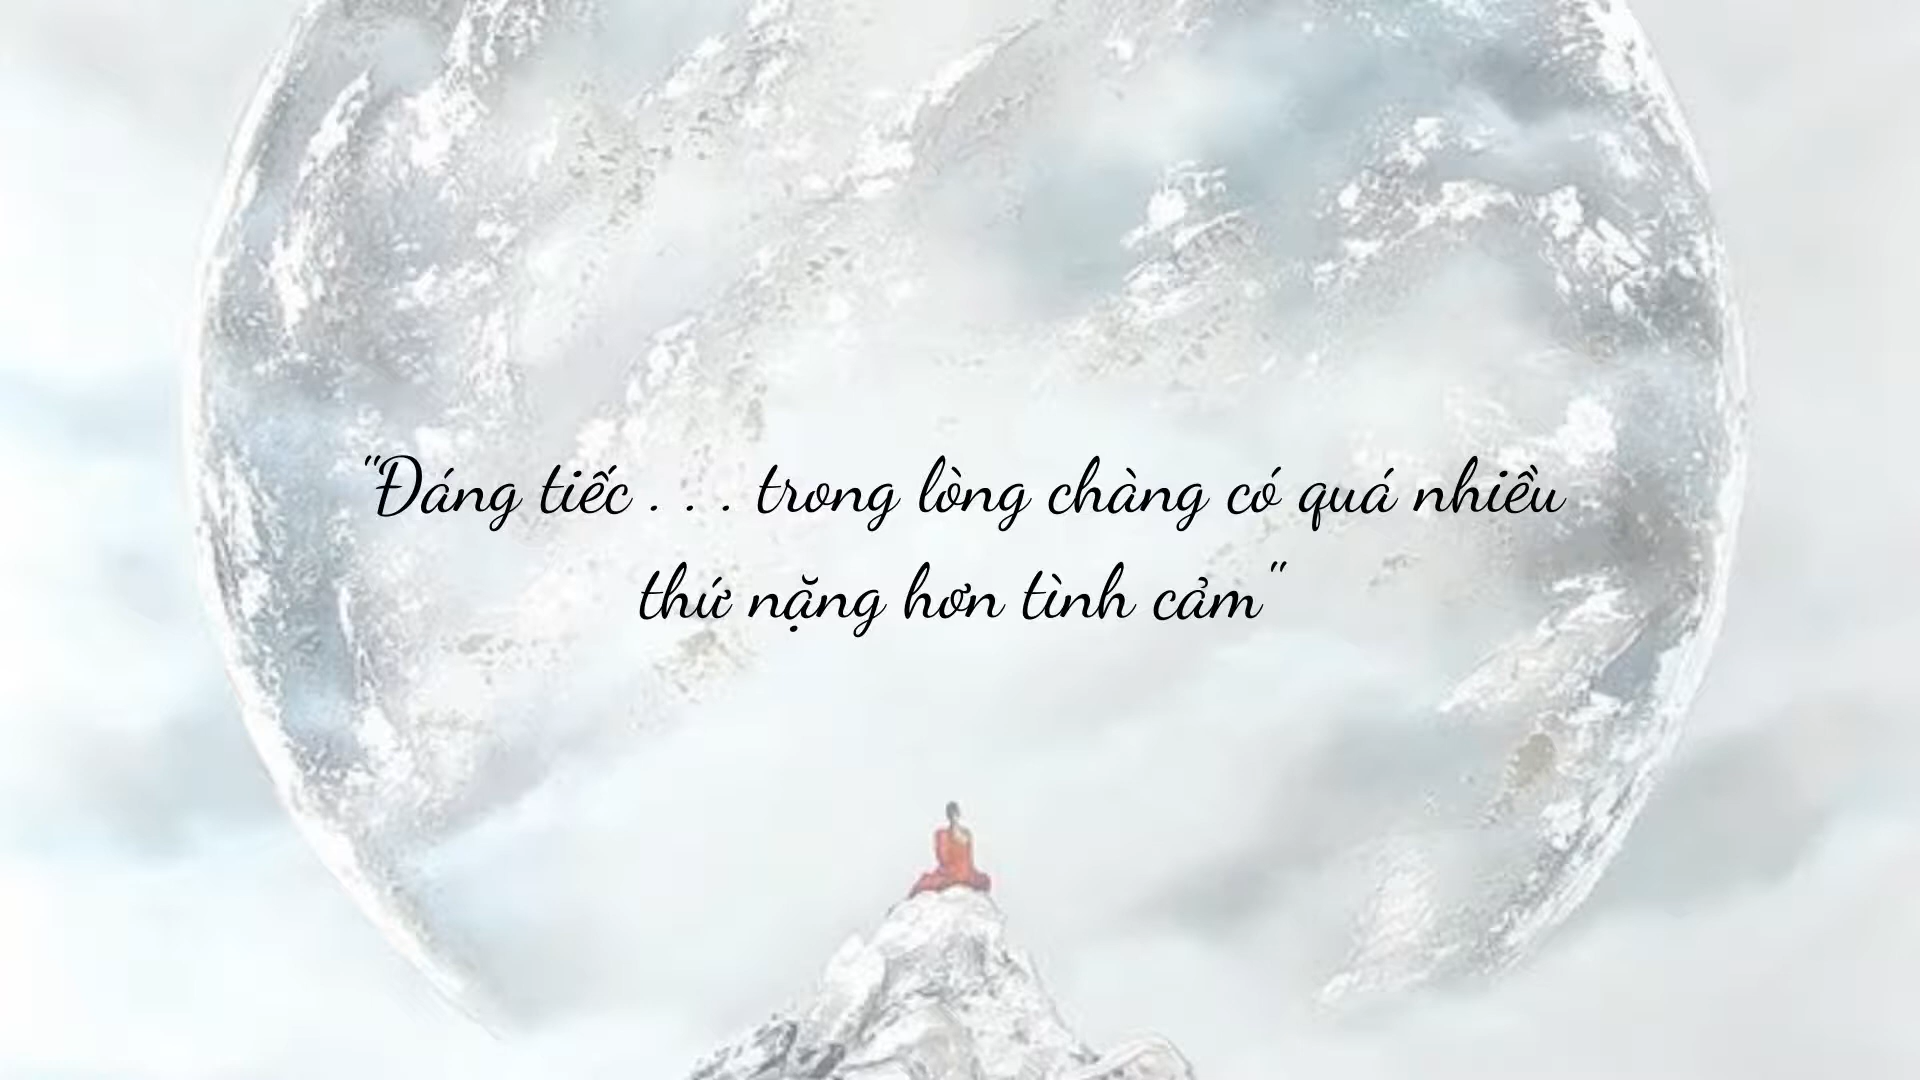 "Đáng tiếc . . . trong lòng chàng có quá nhiều
thứ nặng hơn tình cảm"